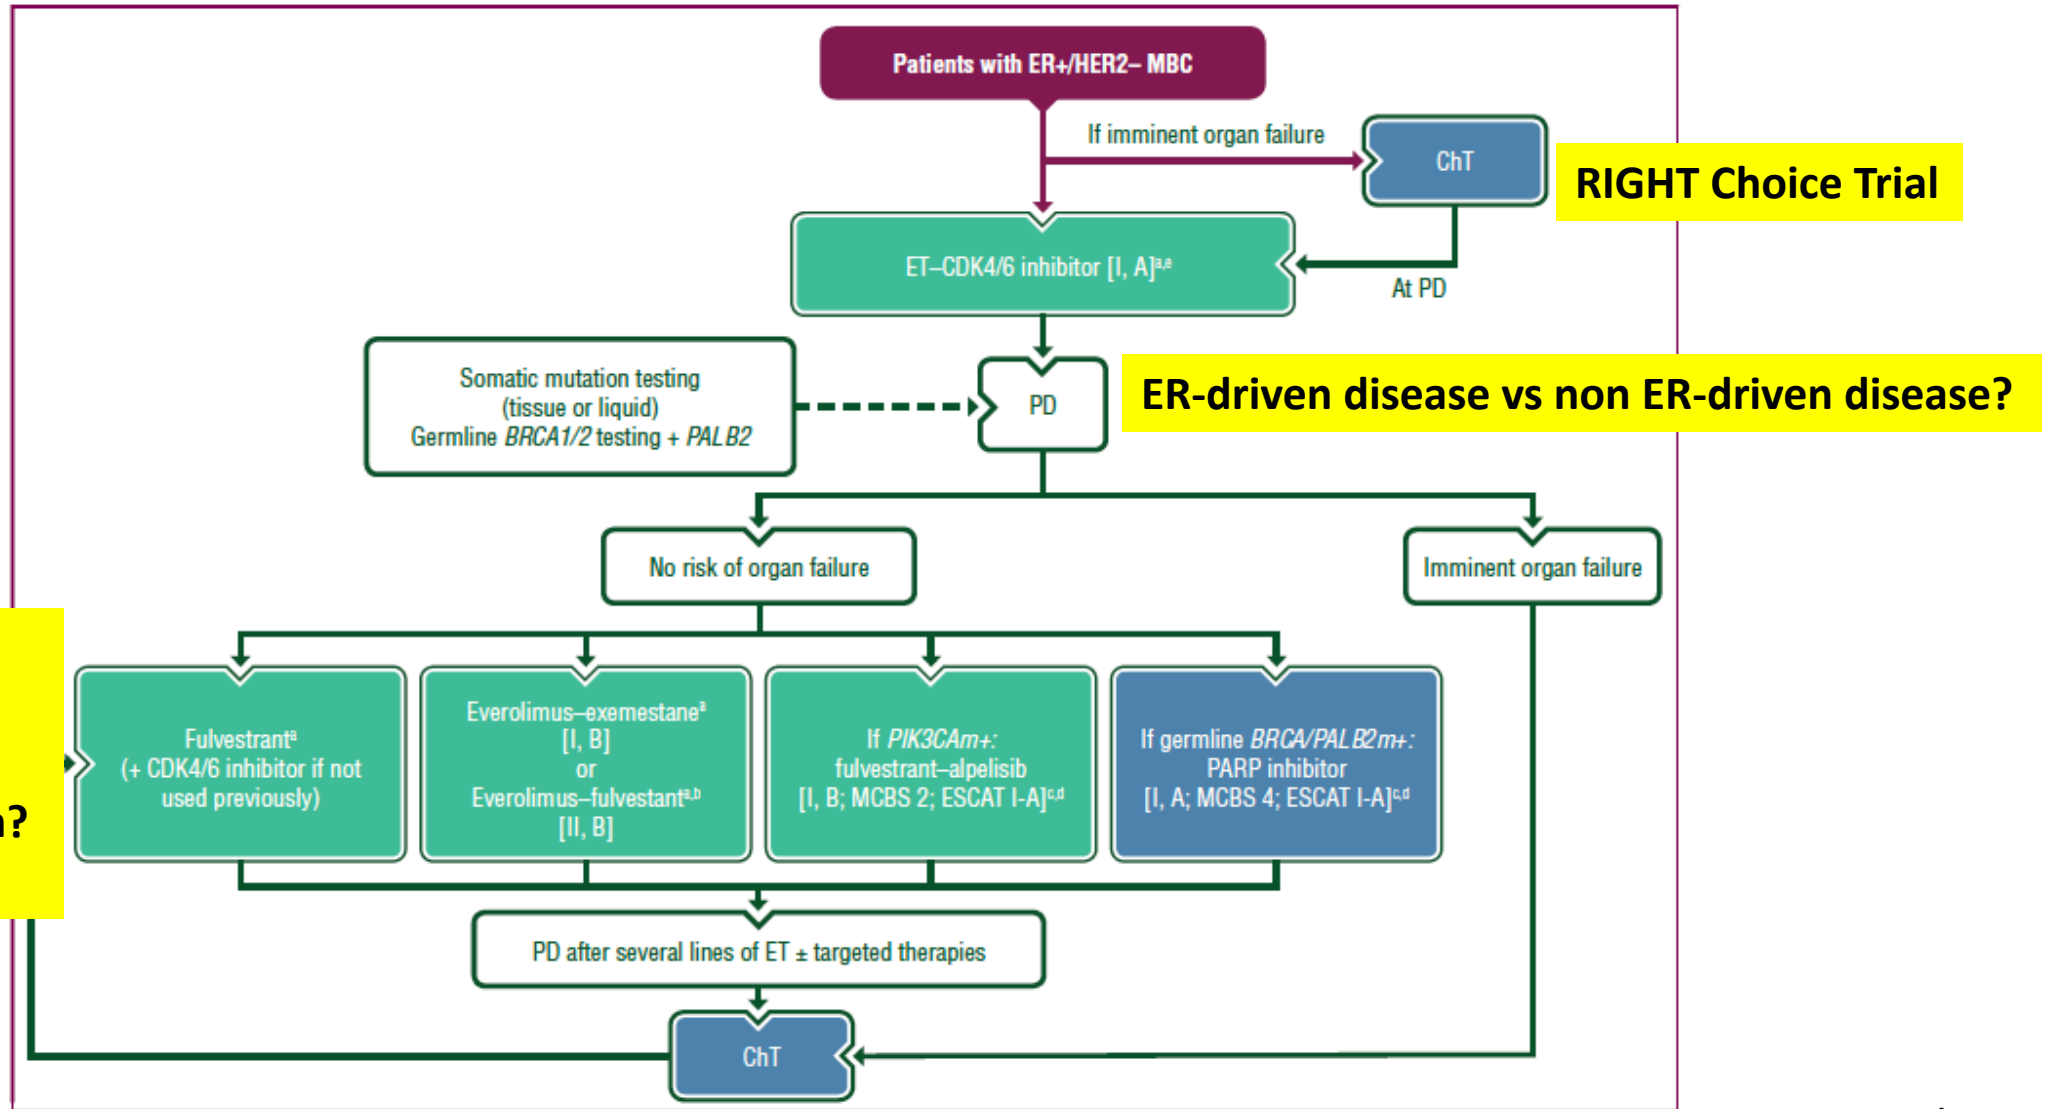 Patients with ER+/HER2– MBC
If imminent organ failure
ChT
RIGHT Choice Trial
ET–CDK4/6 inhibitor [I, A]a,e
At PD
Somatic mutation testing
(tissue or liquid)
Germline BRCA1/2 testing + PALB2
PD
ER-driven disease vs non ER-driven disease?
No risk of organ failure
Imminent organ failure
Fulvestranta
(+ CDK4/6 inhibitor if not
used previously)
Everolimus–exemestanea
[I, B]
or
Everolimus–fulvestanta,b
[II, B]
If PIK3CAm+:
fulvestrant–alpelisib
[I, B; MCBS 2; ESCAT I-A]c,d
If germline BRCA/PALB2m+:
PARP inhibitor
[I, A; MCBS 4; ESCAT I-A]c,d
?
PD after several lines of ET ± targeted therapies
ChT